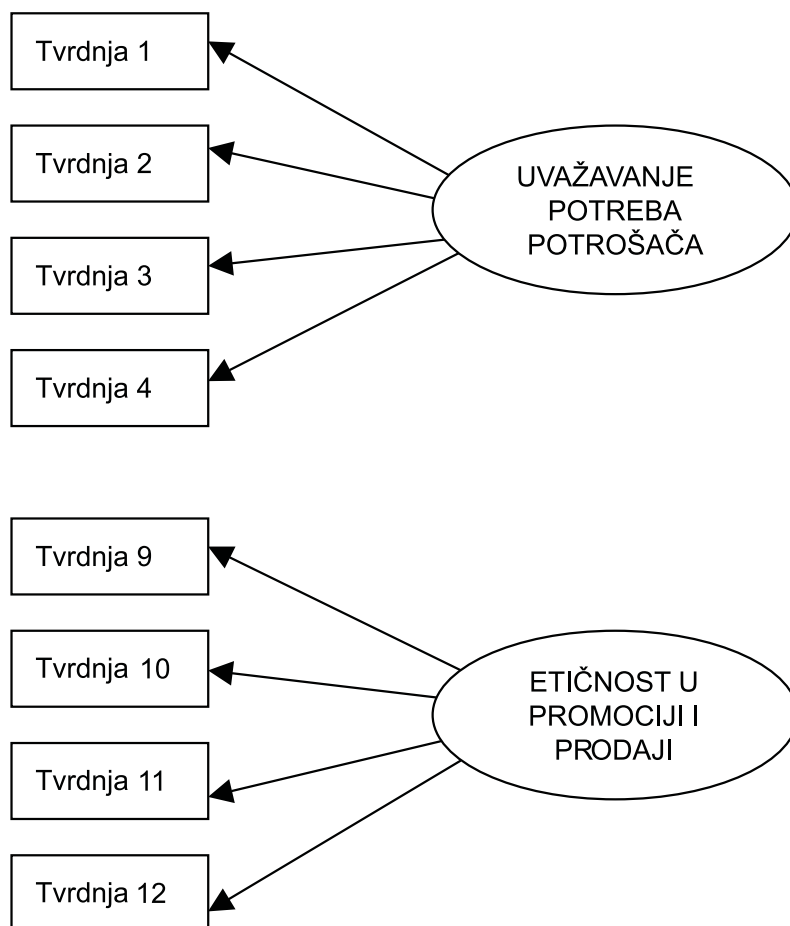 Tvrdnja 1
Tvrdnja 2
Tvrdnja 3
Tvrdnja 4
UVAŽAVANJE
POTREBA
POTROŠAČA
Tvrdnja 9
Tvrdnja 10
Tvrdnja 11
Tvrdnja 12
ETIČNOST U
PROMOCIJI I
PRODAJI